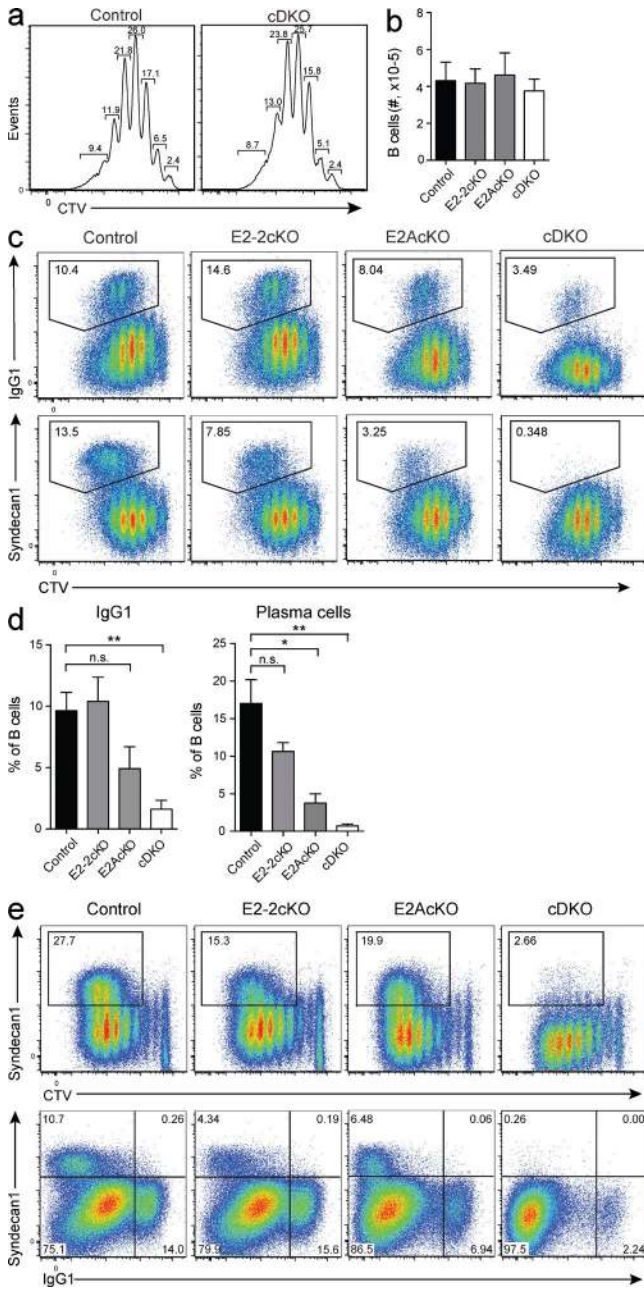 a
Control
cDKO
Events
26.0
21.8
17.1
11.9
9.4
6.5
2.4
0
0
25.7
23.8
15.8
13.0
8.7
5.1
2.4
0
CTV
b
B cells (#, x10-5)
8
6
4
2
0
Control
E2-2cKO
E2AcKO
cDKO
c
Control
E2-2cKO
E2AcKO
cDKO
IgG1
10.4
14.6
8.04
3.49
0
0
Syndecan1
13.5
7.85
3.25
0.348
0
0
CTV
d
IgG1
Plasma cells
% of B cells
15
10
5
0
**
n.s.
Control
E2-2cKO
E2AcKO
cDKO
% of B cells
25
20
15
10
5
0
**
*
n.s.
Control
E2-2cKO
E2AcKO
cDKO
e
Control
E2-2cKO
E2AcKO
cDKO
Syndecan1
27.7
15.3
19.9
2.66
0
0
CTV
Syndecan1
10.7
0.26
4.34
0.19
6.48
0.06
0.26
0.00
75.1
14.0
79.9
15.6
86.5
6.94
97.5
2.24
IgG1